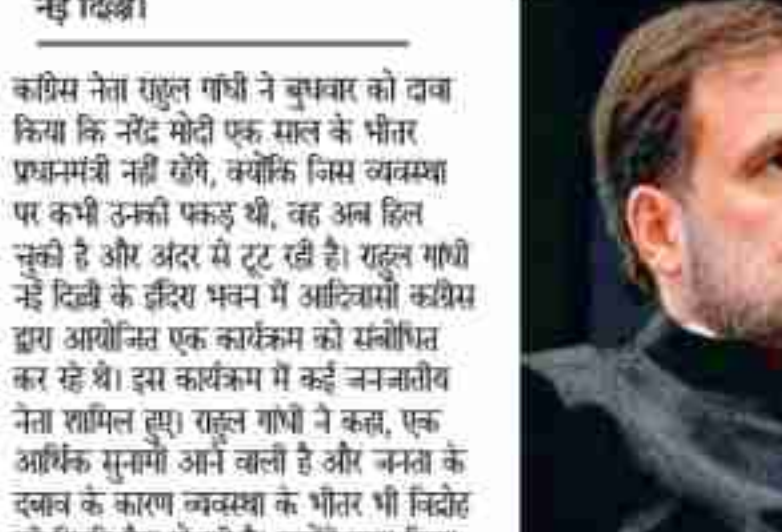 नई दिल्ली।
कांग्रेस नेता राहुल गांधी ने बुधवार को दावा
किया कि नरेंद्र मोदी एक साल के भीतर
प्रधानमंत्री नहीं रहेंगे, क्योंकि जिस व्यवस्था
पर कभी उनकी पकड़ थी, वह अब हिल
चुकी है और अंदर से टूट रही है। राहुल गांधी
नई दिल्ली के इंदिरा भवन में आदिवासी कांग्रेस
द्वारा आयोजित एक कार्यक्रम को संबोधित
कर रहे थे। इस कार्यक्रम में कई जनजातीय
नेता शामिल हुए। राहुल गांधी ने कहा, एक
आर्थिक सुनामी आने वाली है और जनता के
दबाव के कारण व्यवस्था के भीतर भी विद्रोह